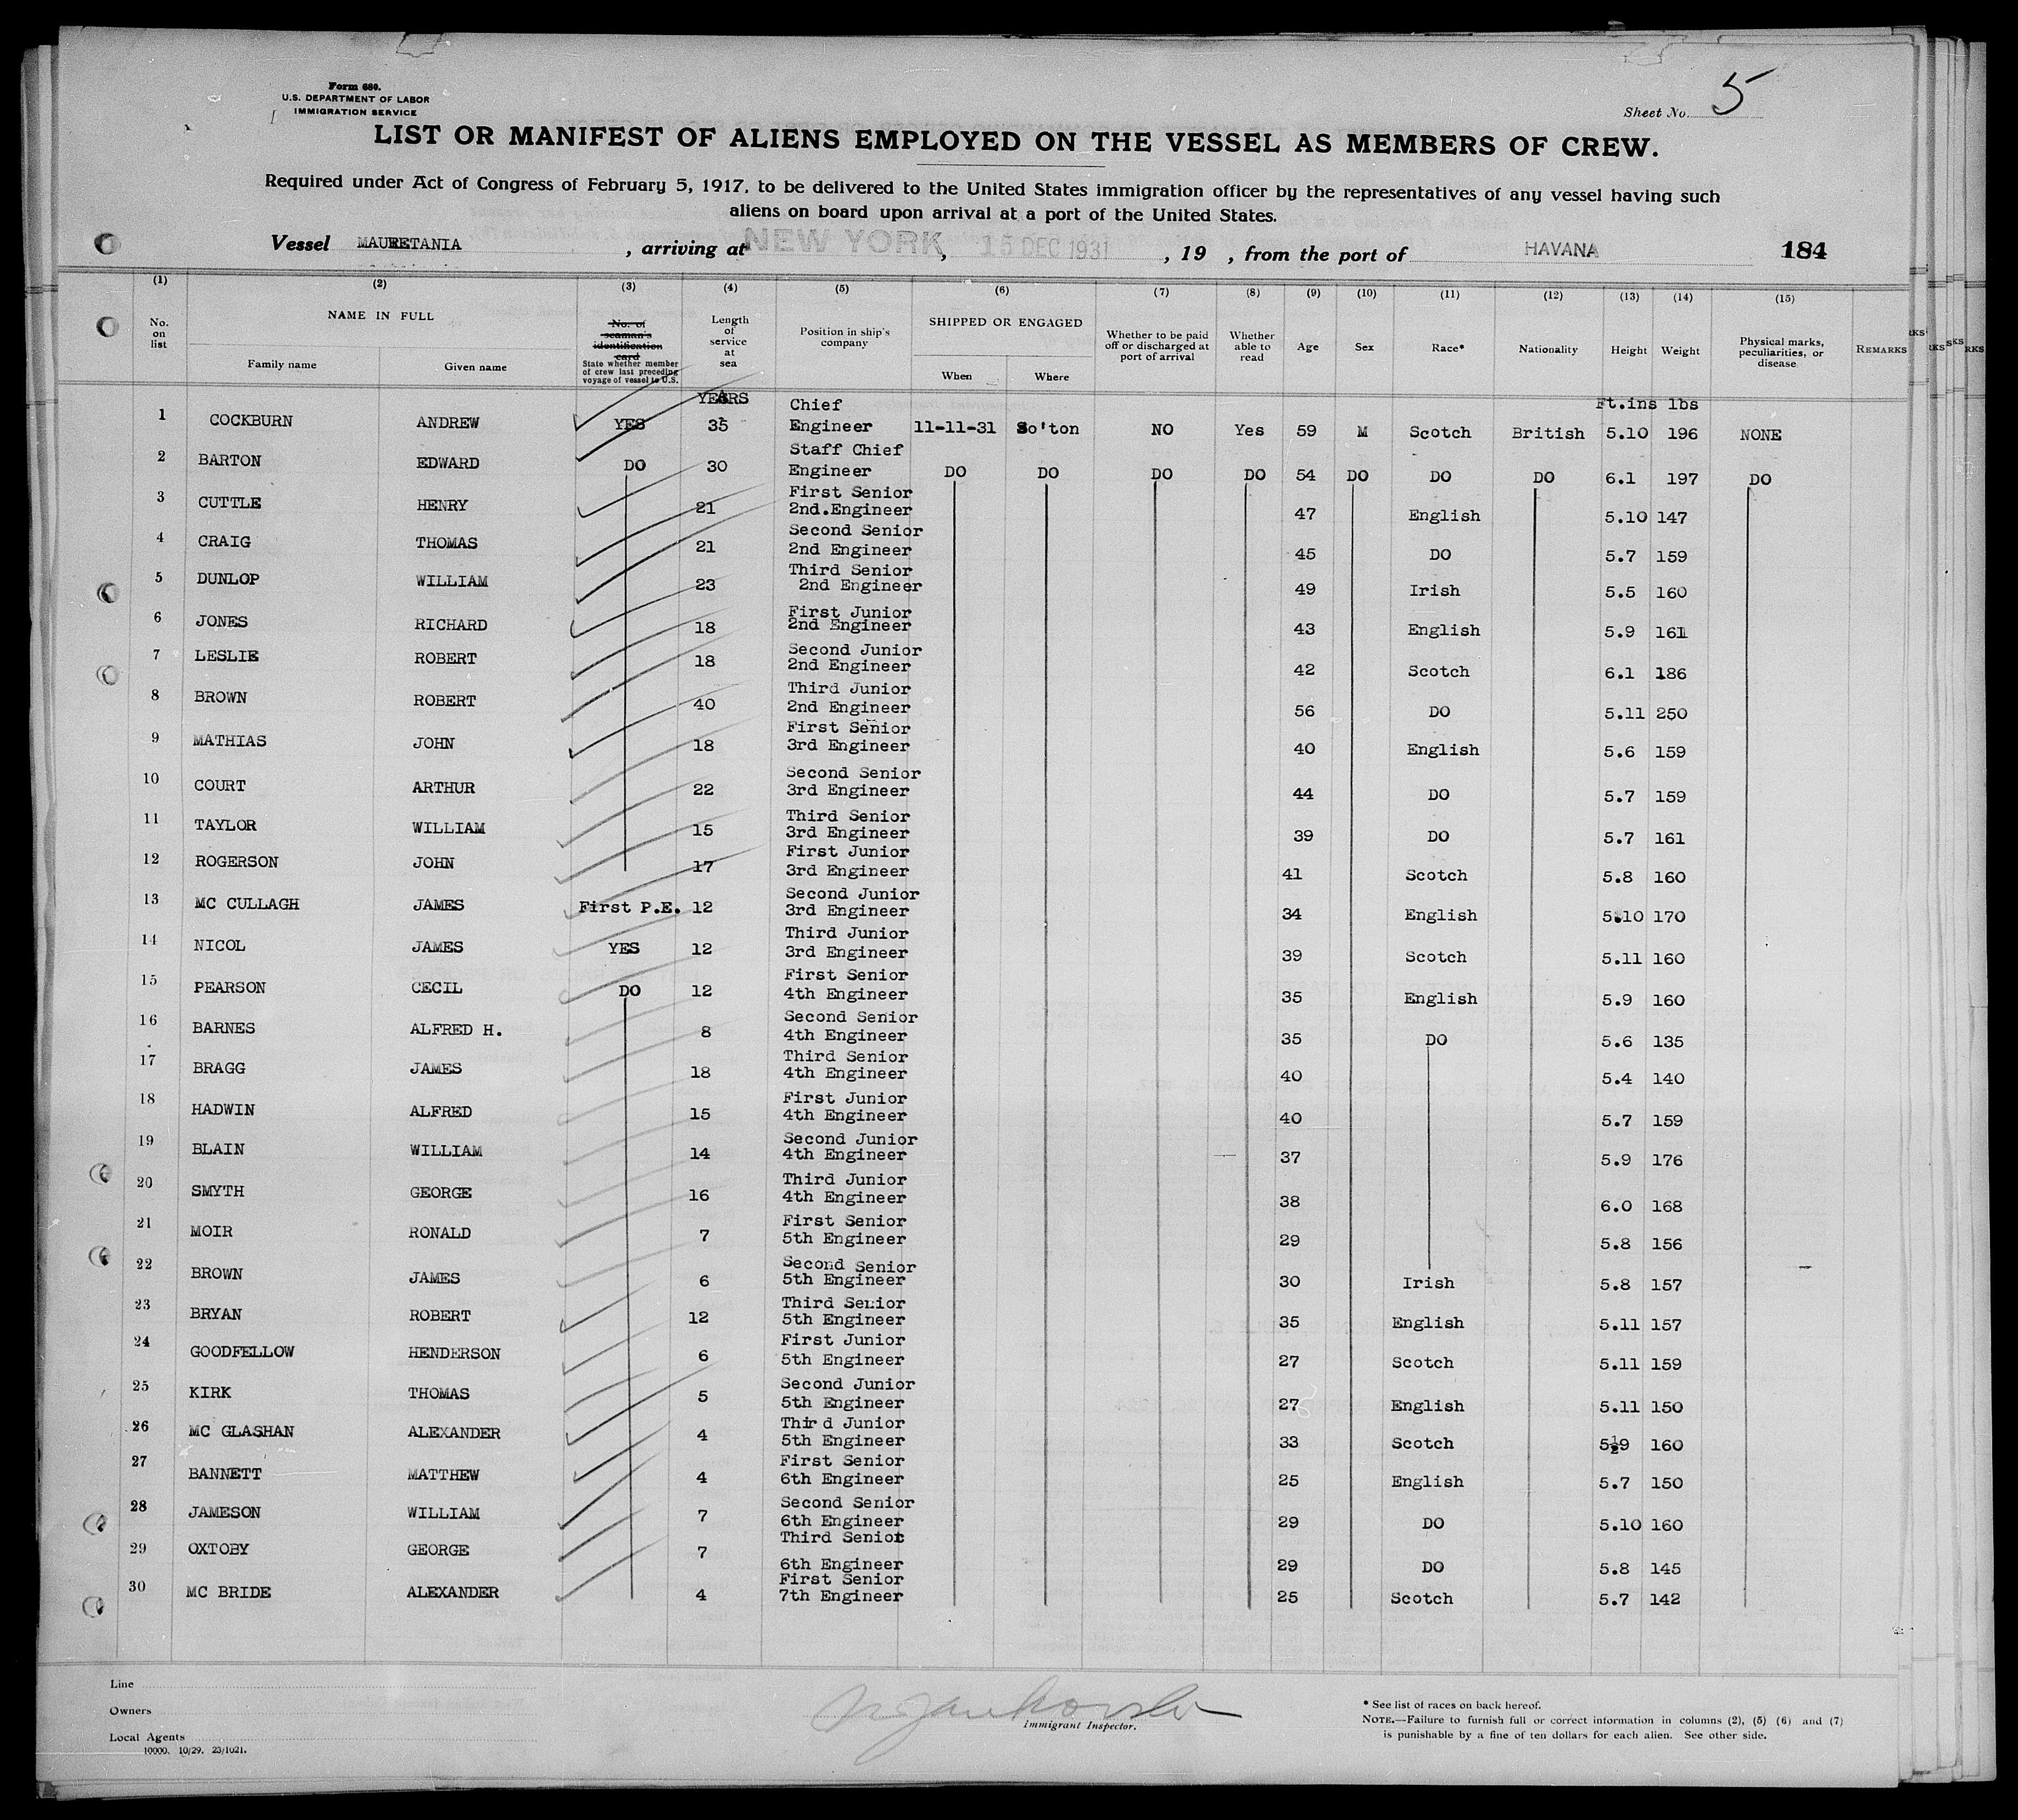 Form 680.
U.S. DEPARTMENT OF LABOR
IMMIGRATION SERVICE
Sheet No. 5
LIST OR MANIFEST OF ALIENS EMPLOYED ON THE VESSEL AS MEMBERS OF CREW.
Required under Act of Congress of February 5, 1917, to be delivered to the United States immigration officer by the representatives of any vessel having such
aliens on board upon arrival at a port of the United States.
Vessel MAURETANIA , arriving at NEW YORK , 15 DEC 1931 , 19 , from the port of HAVANA 184
(1) (2) (3) (4) (5) (6) (7) (8) (9) (10) (11) (12) (13) (14) (15)
No. on list NAME IN FULL Family name Given name No. of seaman's identification card State whether member of crew last preceding voyage of vessel to U.S. Length of service at sea Position in ship's company SHIPPED OR ENGAGED When Where Whether to be paid off or discharged at port of arrival Whether able to read Age Sex Race* Nationality Height Weight Physical marks, peculiarities, or disease REMARKS
YEARS Ft.ins lbs
1 COCKBURN ANDREW YES 35 Chief Engineer 11-11-31 So'ton NO Yes 59 M Scotch British 5.10 196 NONE
2 BARTON EDWARD DO 30 Staff Chief Engineer DO DO DO DO 54 DO DO DO 6.1 197 DO
3 CUTTLE HENRY 21 First Senior 2nd.Engineer 47 English 5.10 147
4 CRAIG THOMAS 21 Second Senior 2nd Engineer 45 DO 5.7 159
5 DUNLOP WILLIAM 23 Third Senior 2nd Engineer 49 Irish 5.5 160
6 JONES RICHARD 18 First Junior 2nd Engineer 43 English 5.9 161
7 LESLIE ROBERT 18 Second Junior 2nd Engineer 42 Scotch 6.1 186
8 BROWN ROBERT 40 Third Junior 2nd Engineer 56 DO 5.11 250
9 MATHIAS JOHN 18 First Senior 3rd Engineer 40 English 5.6 159
10 COURT ARTHUR 22 Second Senior 3rd Engineer 44 DO 5.7 159
11 TAYLOR WILLIAM 15 Third Senior 3rd Engineer 39 DO 5.7 161
12 ROGERSON JOHN 17 First Junior 3rd Engineer 41 Scotch 5.8 160
13 MC CULLAGH JAMES First P.E. 12 Second Junior 3rd Engineer 34 English 5.10 170
14 NICOL JAMES YES 12 Third Junior 3rd Engineer 39 Scotch 5.11 160
15 PEARSON CECIL DO 12 First Senior 4th Engineer 35 English 5.9 160
16 BARNES ALFRED H. 8 Second Senior 4th Engineer 35 DO 5.6 135
17 BRAGG JAMES 18 Third Senior 4th Engineer 40 5.4 140
18 HADWIN ALFRED 15 First Junior 4th Engineer 40 5.7 159
19 BLAIN WILLIAM 14 Second Junior 4th Engineer 37 5.9 176
20 SMYTH GEORGE 16 Third Junior 4th Engineer 38 6.0 168
21 MOIR RONALD 7 First Senior 5th Engineer 29 5.8 156
22 BROWN JAMES 6 Second Senior 5th Engineer 30 Irish 5.8 157
23 BRYAN ROBERT 12 Third Senior 5th Engineer 35 English 5.11 157
24 GOODFELLOW HENDERSON 6 First Junior 5th Engineer 27 Scotch 5.11 159
25 KIRK THOMAS 5 Second Junior 5th Engineer 27 English 5.11 150
26 MC GLASHAN ALEXANDER 4 Third Junior 5th Engineer 33 Scotch 5½9 160
27 BANNETT MATTHEW 4 First Senior 6th Engineer 25 English 5.7 150
28 JAMESON WILLIAM 7 Second Senior 6th Engineer 29 DO 5.10 160
29 OXTOBY GEORGE 7 Third Senior 6th Engineer 29 DO 5.8 145
30 MC BRIDE ALEXANDER 4 First Senior 7th Engineer 25 Scotch 5.7 142
Line
Owners
Local Agents
10000. 10/29. 23/1021.
Immigrant Inspector.
* See list of races on back hereof.
NOTE.—Failure to furnish full or correct information in columns (2), (5) (6) and (7)
is punishable by a fine of ten dollars for each alien. See other side.